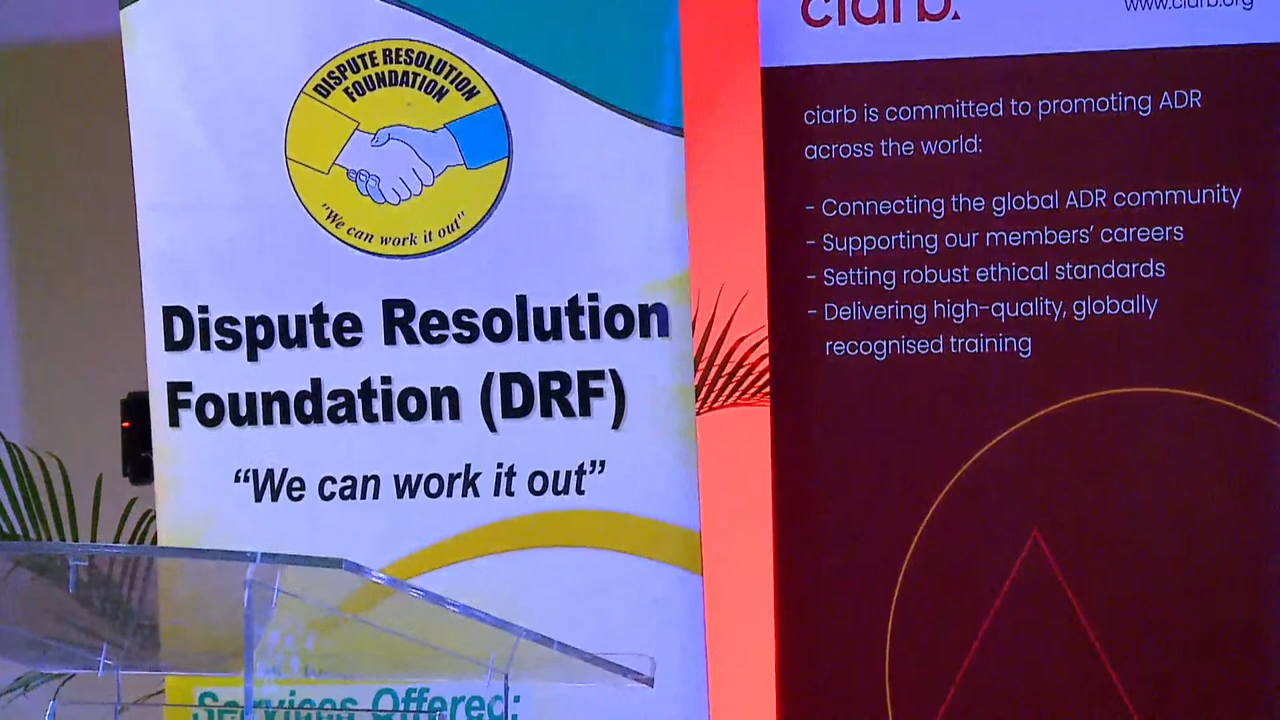 DISPUTE RESOLUTION
FOUNDATION
"We can work it out"
Dispute Resolution
Foundation (DRF)
“We can work it out”
Services Offered:
ciarb.
www.ciarb.org
ciarb is committed to promoting ADR
across the world:
- Connecting the global ADR community
- Supporting our members’ careers
- Setting robust ethical standards
- Delivering high-quality, globally
recognised training